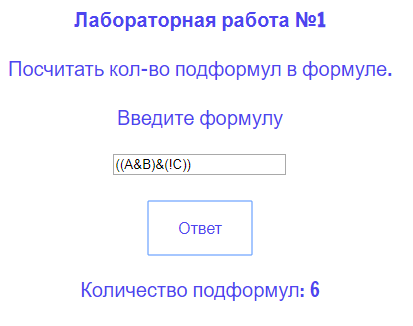 Лабораторная работа №1
Посчитать кол-во подформул в формуле.
Введите формулу
((A&B)&(!C))
Ответ
Количество подформул: 6